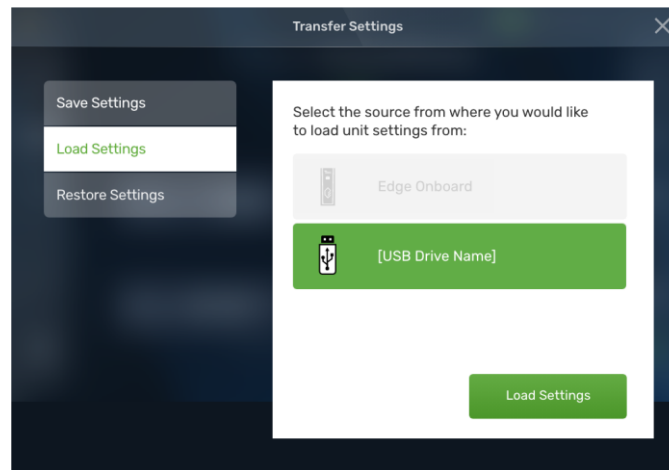 Transfer Settings
Save Settings
Load Settings
Restore Settings
Select the source from where you would like
to load unit settings from:
Edge Onboard
[USB Drive Name]
Load Settings